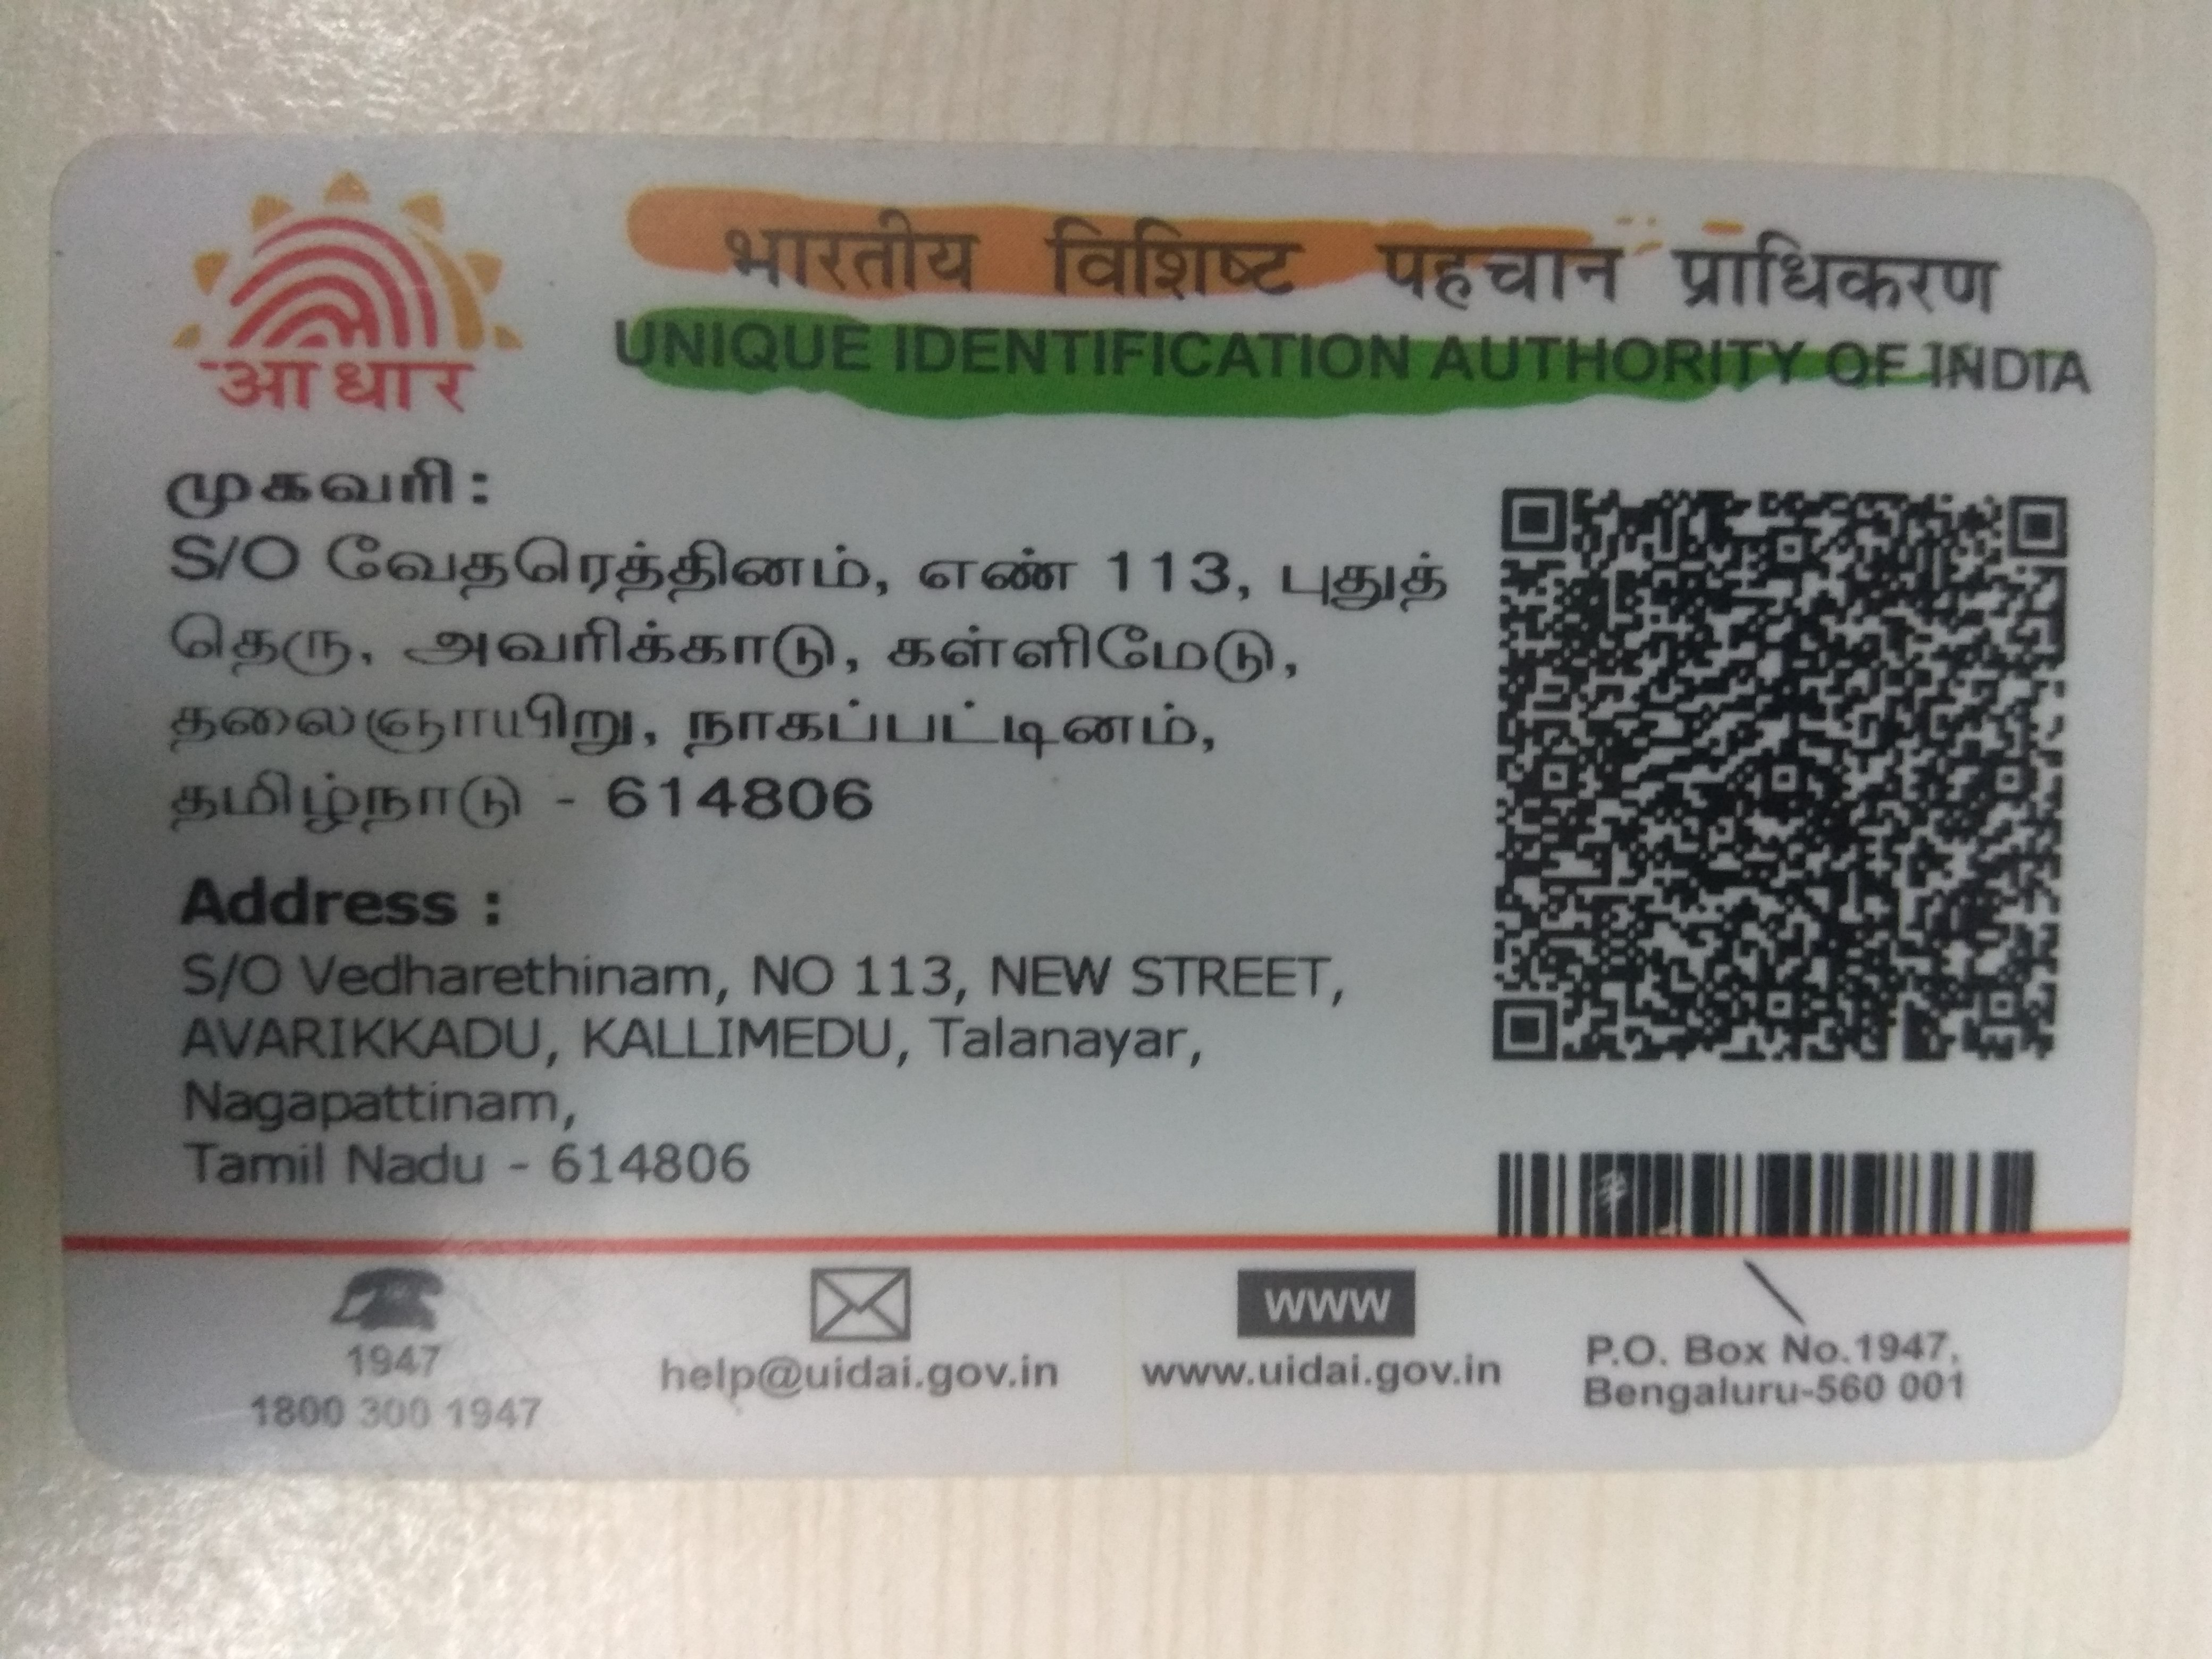 आधार
भारतीय विशिष्ट पहचान प्राधिकरण
UNIQUE IDENTIFICATION AUTHORITY OF INDIA
முகவரி :
S/O வேதரெத்தினம், எண் 113, புதுத்
தெரு, அவரிக்காடு, கள்ளிமேடு,
தலைஞாயிறு, நாகப்பட்டினம்,
தமிழ்நாடு - 614806
Address :
S/O Vedharethinam, NO 113, NEW STREET,
AVARIKKADU, KALLIMEDU, Talanayar,
Nagapattinam,
Tamil Nadu - 614806
1947
1800 300 1947
help@uidai.gov.in
www
www.uidai.gov.in
P.O. Box No.1947,
Bengaluru-560 001